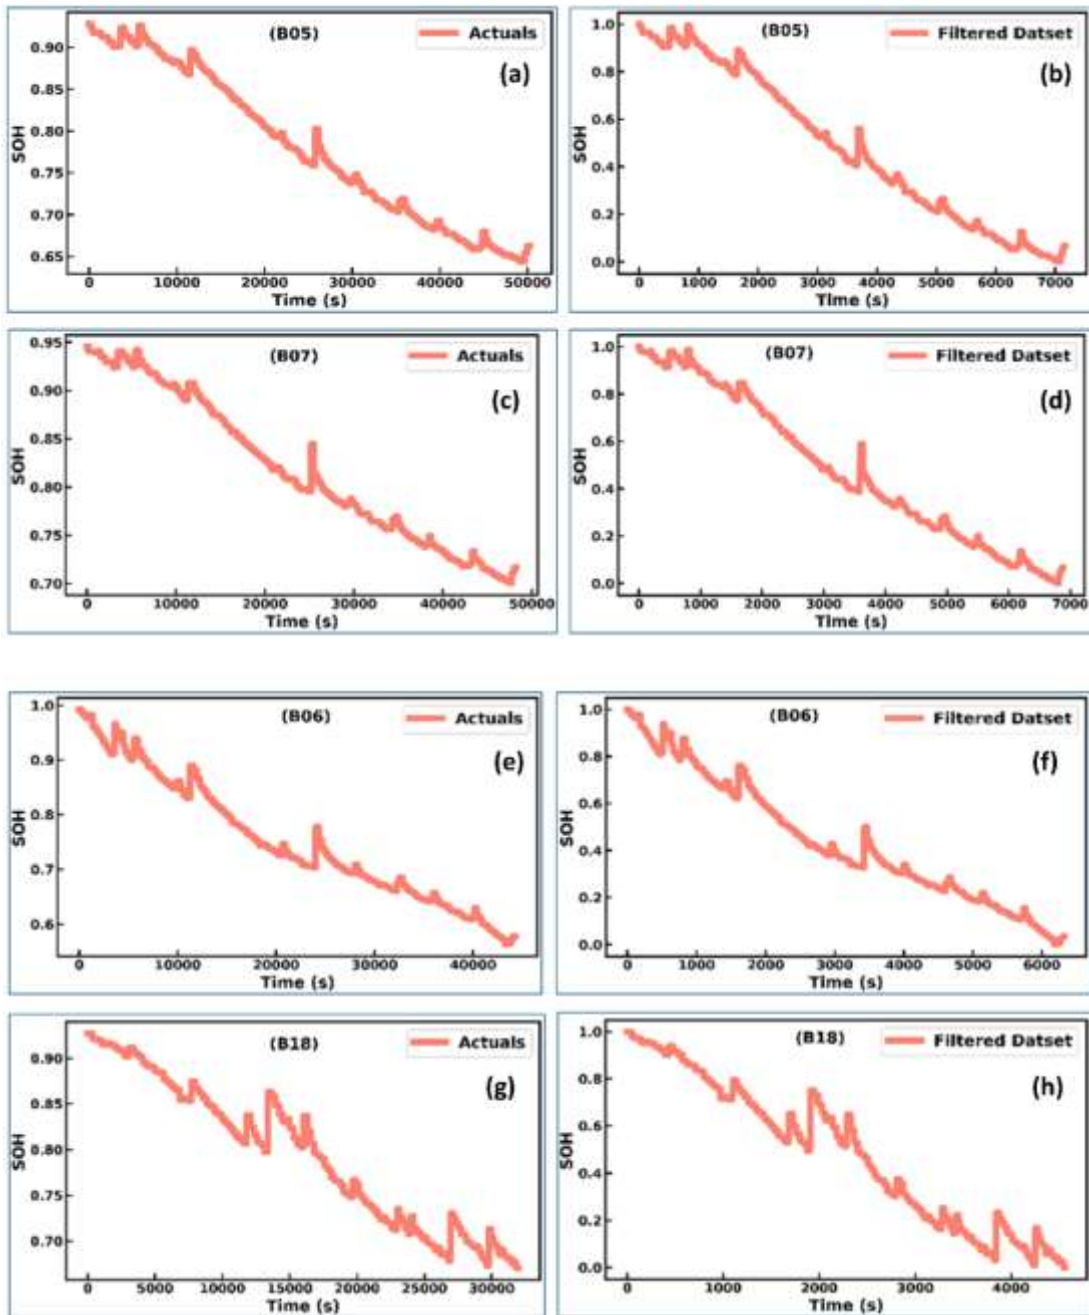 (B05)
Actuals
(a)
SOH
0.90
0.85
0.80
0.75
0.70
0.65
0 10000 20000 30000 40000 50000
Time (s)
(B05)
Filtered Datset
(b)
SOH
1.0
0.8
0.6
0.4
0.2
0.0
0 1000 2000 3000 4000 5000 6000 7000
Time (s)
(B07)
Actuals
(c)
SOH
0.95
0.90
0.85
0.80
0.75
0.70
0 10000 20000 30000 40000 50000
Time (s)
(B07)
Filtered Datset
(d)
SOH
1.0
0.8
0.6
0.4
0.2
0.0
0 1000 2000 3000 4000 5000 6000 7000
Time (s)
(B06)
Actuals
(e)
SOH
1.0
0.9
0.8
0.7
0.6
0 10000 20000 30000 40000
Time (s)
(B06)
Filtered Datset
(f)
SOH
1.0
0.8
0.6
0.4
0.2
0.0
0 1000 2000 3000 4000 5000 6000
Time (s)
(B18)
Actuals
(g)
SOH
0.90
0.85
0.80
0.75
0.70
0 5000 10000 15000 20000 25000 30000
Time (s)
(B18)
Filtered Datset
(h)
SOH
1.0
0.8
0.6
0.4
0.2
0.0
0 1000 2000 3000 4000
Time (s)